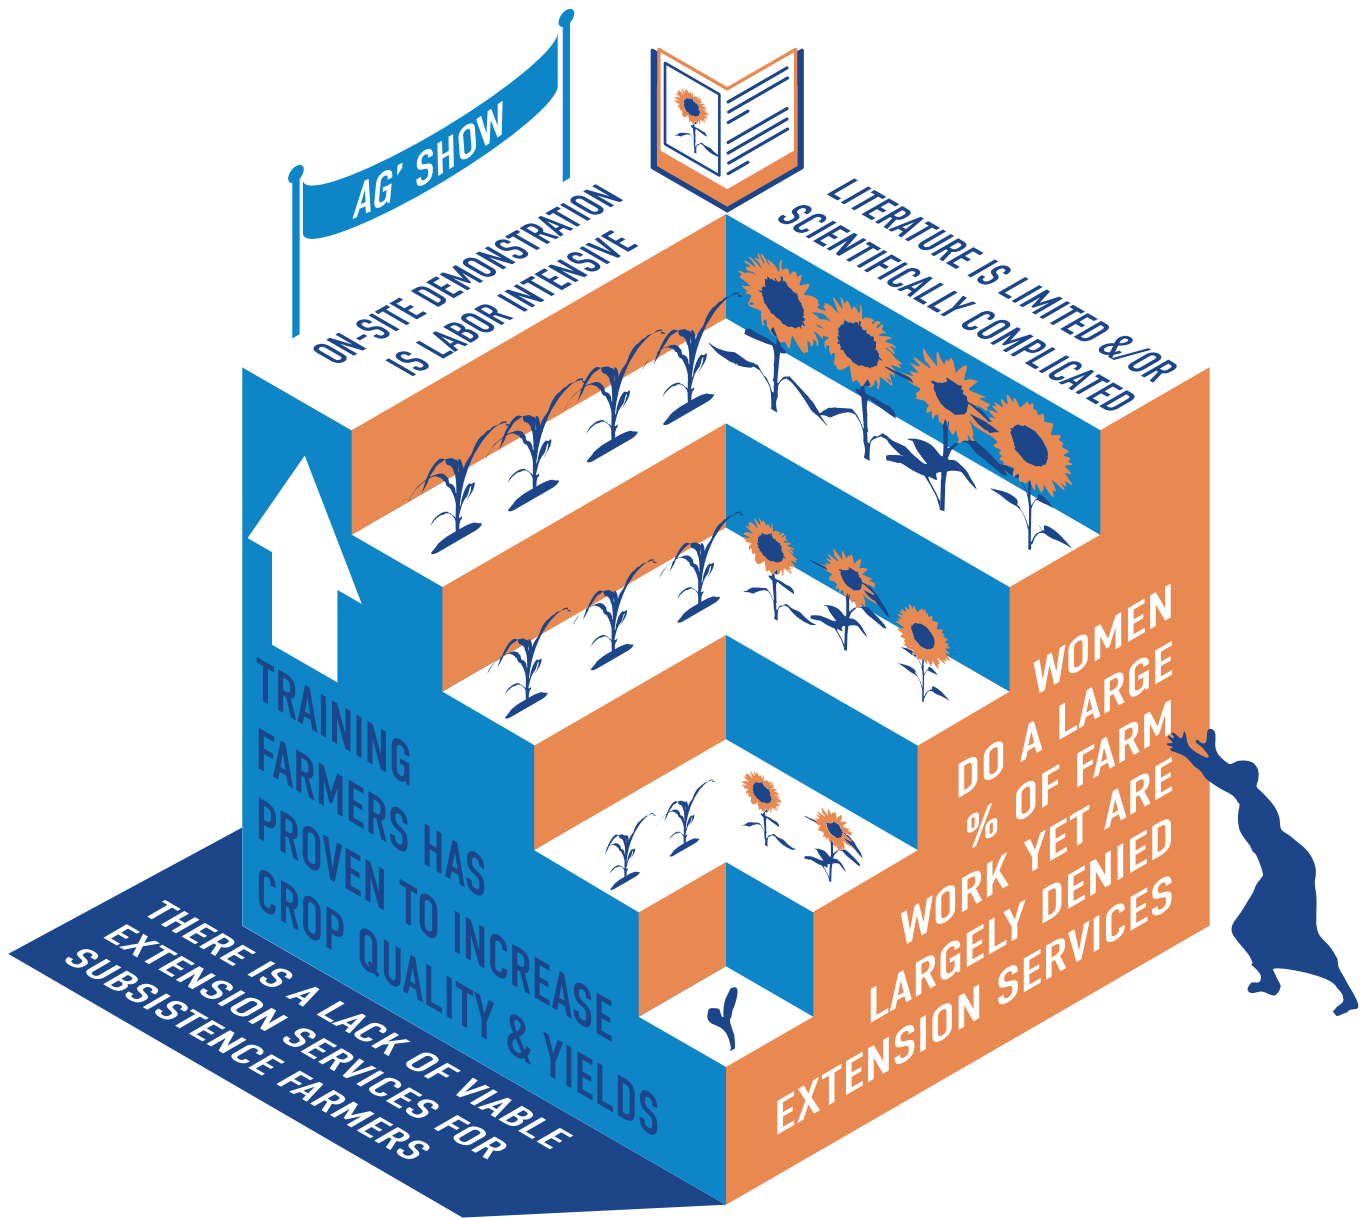 AG' SHOW
ON-SITE DEMONSTRATION
IS LABOR INTENSIVE
LITERATURE IS LIMITED &/OR
SCIENTIFICALLY COMPLICATED
TRAINING
FARMERS HAS
PROVEN TO INCREASE
CROP QUALITY & YIELDS
WOMEN
DO A LARGE
% OF FARM
WORK YET ARE
LARGELY DENIED
EXTENSION SERVICES
THERE IS A LACK OF VIABLE
EXTENSION SERVICES FOR
SUBSISTENCE FARMERS